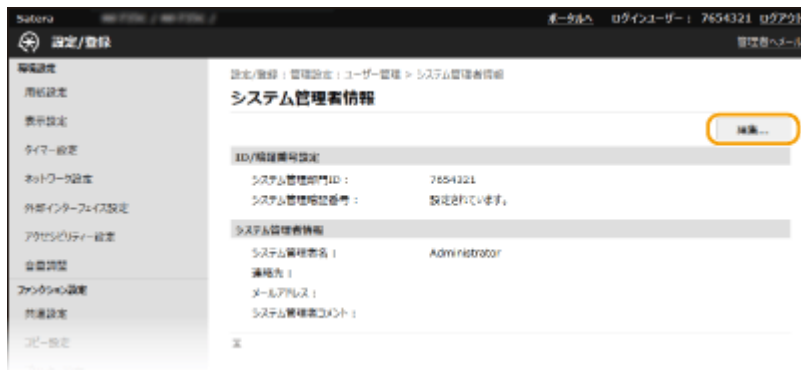 Satera
ポータルへ ログインユーザー： 7654321 ログアウト
設定/登録
管理者へメール
環境設定
用紙設定
表示設定
タイマー設定
ネットワーク設定
外部インターフェイス設定
アクセシビリティー設定
音量調整
ファンクション設定
共通設定
コピー設定
設定/登録：管理設定：ユーザー管理 > システム管理者情報
システム管理者情報
編集...
ID/暗証番号設定
システム管理部門ID： 7654321
システム管理暗証番号： 設定されています。
システム管理者情報
システム管理者名： Administrator
連絡先：
メールアドレス：
システム管理者コメント：